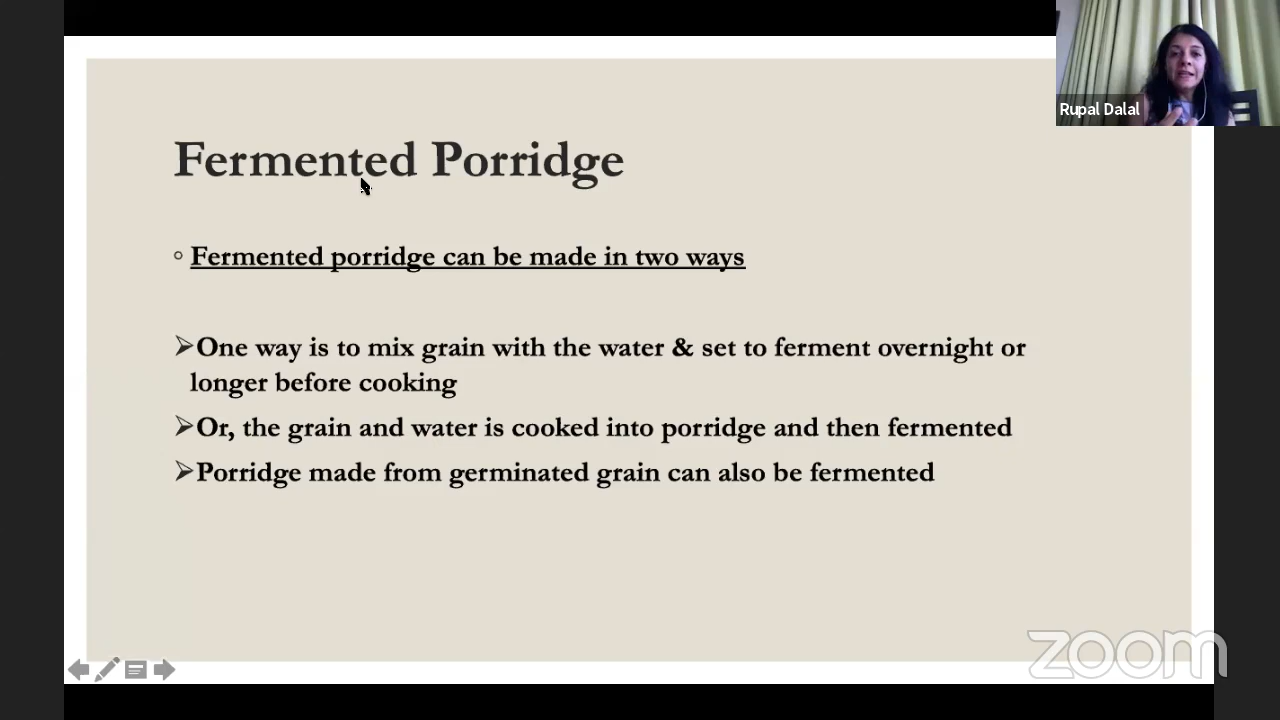 Rupal Dalal
Fermented Porridge
Fermented porridge can be made in two ways
One way is to mix grain with the water & set to ferment overnight or
longer before cooking
Or, the grain and water is cooked into porridge and then fermented
Porridge made from germinated grain can also be fermented
zoom